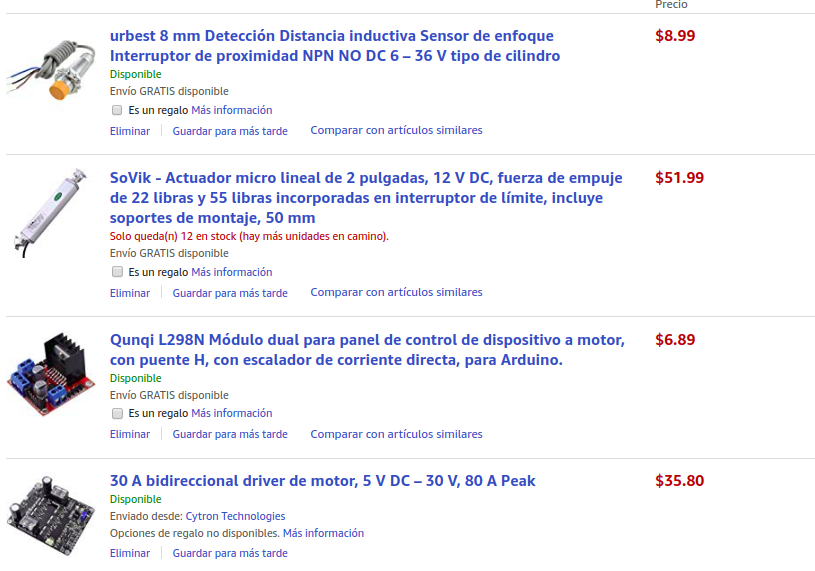 Precio
urbest 8 mm Detección Distancia inductiva Sensor de enfoque
$8.99
Interruptor de proximidad NPN NO DC 6 – 36 V tipo de cilindro
Disponible
Envío GRATIS disponible
Es un regalo Más información
Eliminar Guardar para más tarde Comparar con artículos similares
SoVik - Actuador micro lineal de 2 pulgadas, 12 V DC, fuerza de empuje
$51.99
de 22 libras y 55 libras incorporadas en interruptor de límite, incluye
soportes de montaje, 50 mm
Solo queda(n) 12 en stock (hay más unidades en camino).
Envío GRATIS disponible
Es un regalo Más información
Eliminar Guardar para más tarde Comparar con artículos similares
Qunqi L298N Módulo dual para panel de control de dispositivo a motor,
$6.89
con puente H, con escalador de corriente directa, para Arduino.
Disponible
Envío GRATIS disponible
Es un regalo Más información
Eliminar Guardar para más tarde Comparar con artículos similares
30 A bidireccional driver de motor, 5 V DC – 30 V, 80 A Peak
$35.80
Disponible
Enviado desde: Cytron Technologies
Opciones de regalo no disponibles. Más información
Eliminar Guardar para más tarde